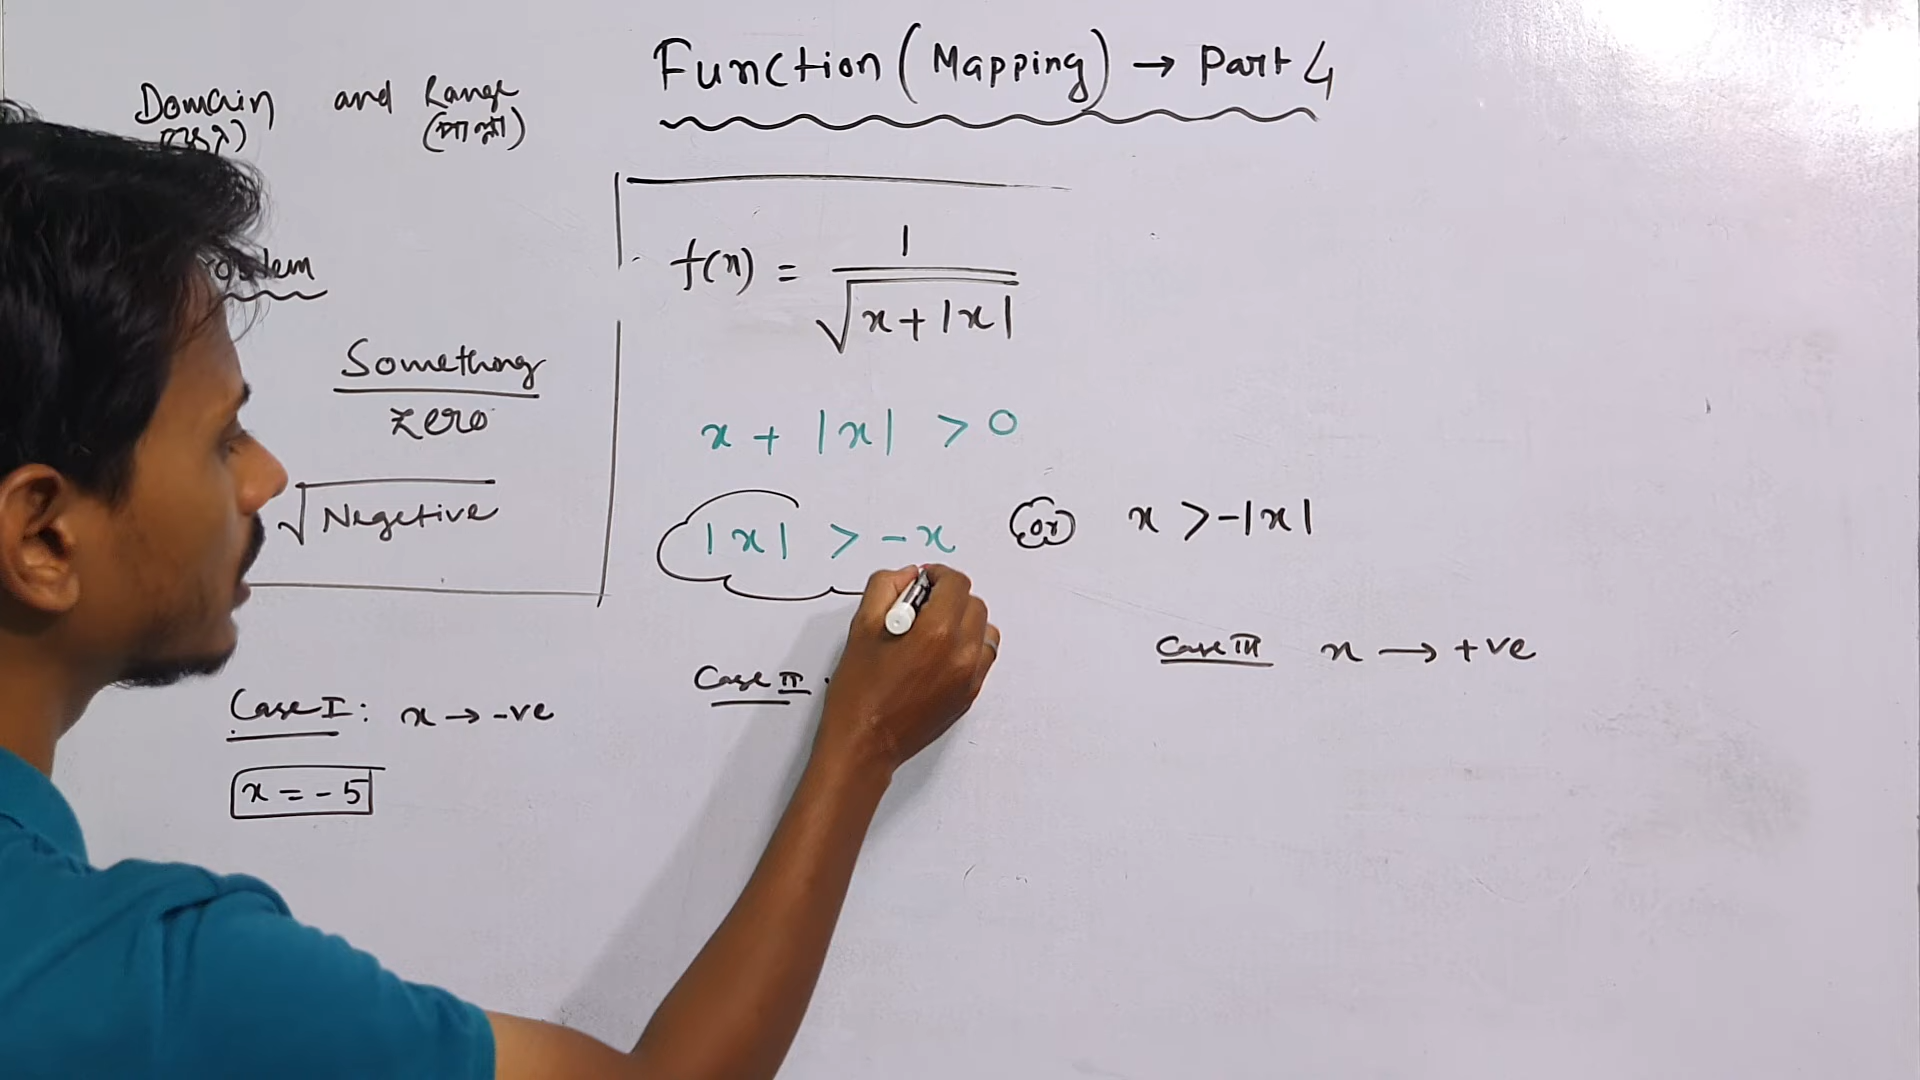 Function (Mapping) → Part 4
Domain and Range
(মাত্রা)
Something
zero
√Negetive
f(x) = 1
√x+|x|
x + |x| > 0
|x| > -x or x > -|x|
Case I: x → -ve
x = - 5
Case II
Case III x → +ve